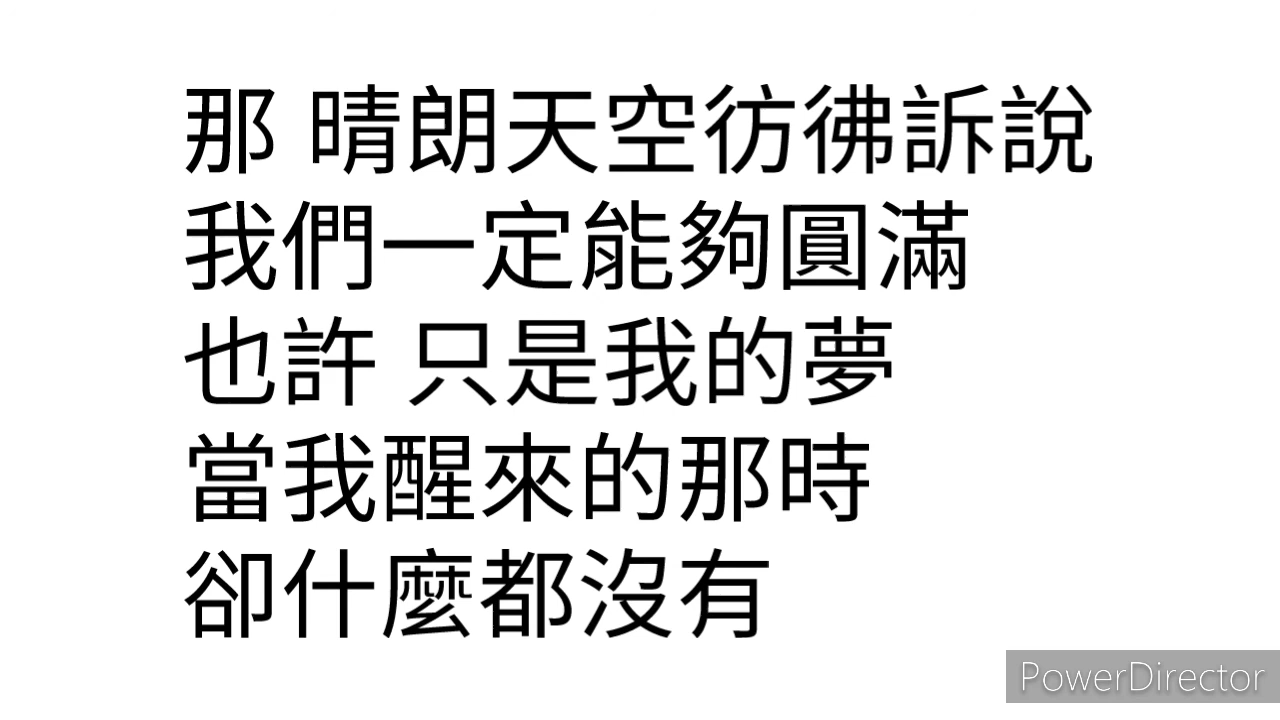 那 晴朗天空彷彿訴說
我們一定能夠圓滿
也許 只是我的夢
當我醒來的那時
卻什麼都沒有
PowerDirector